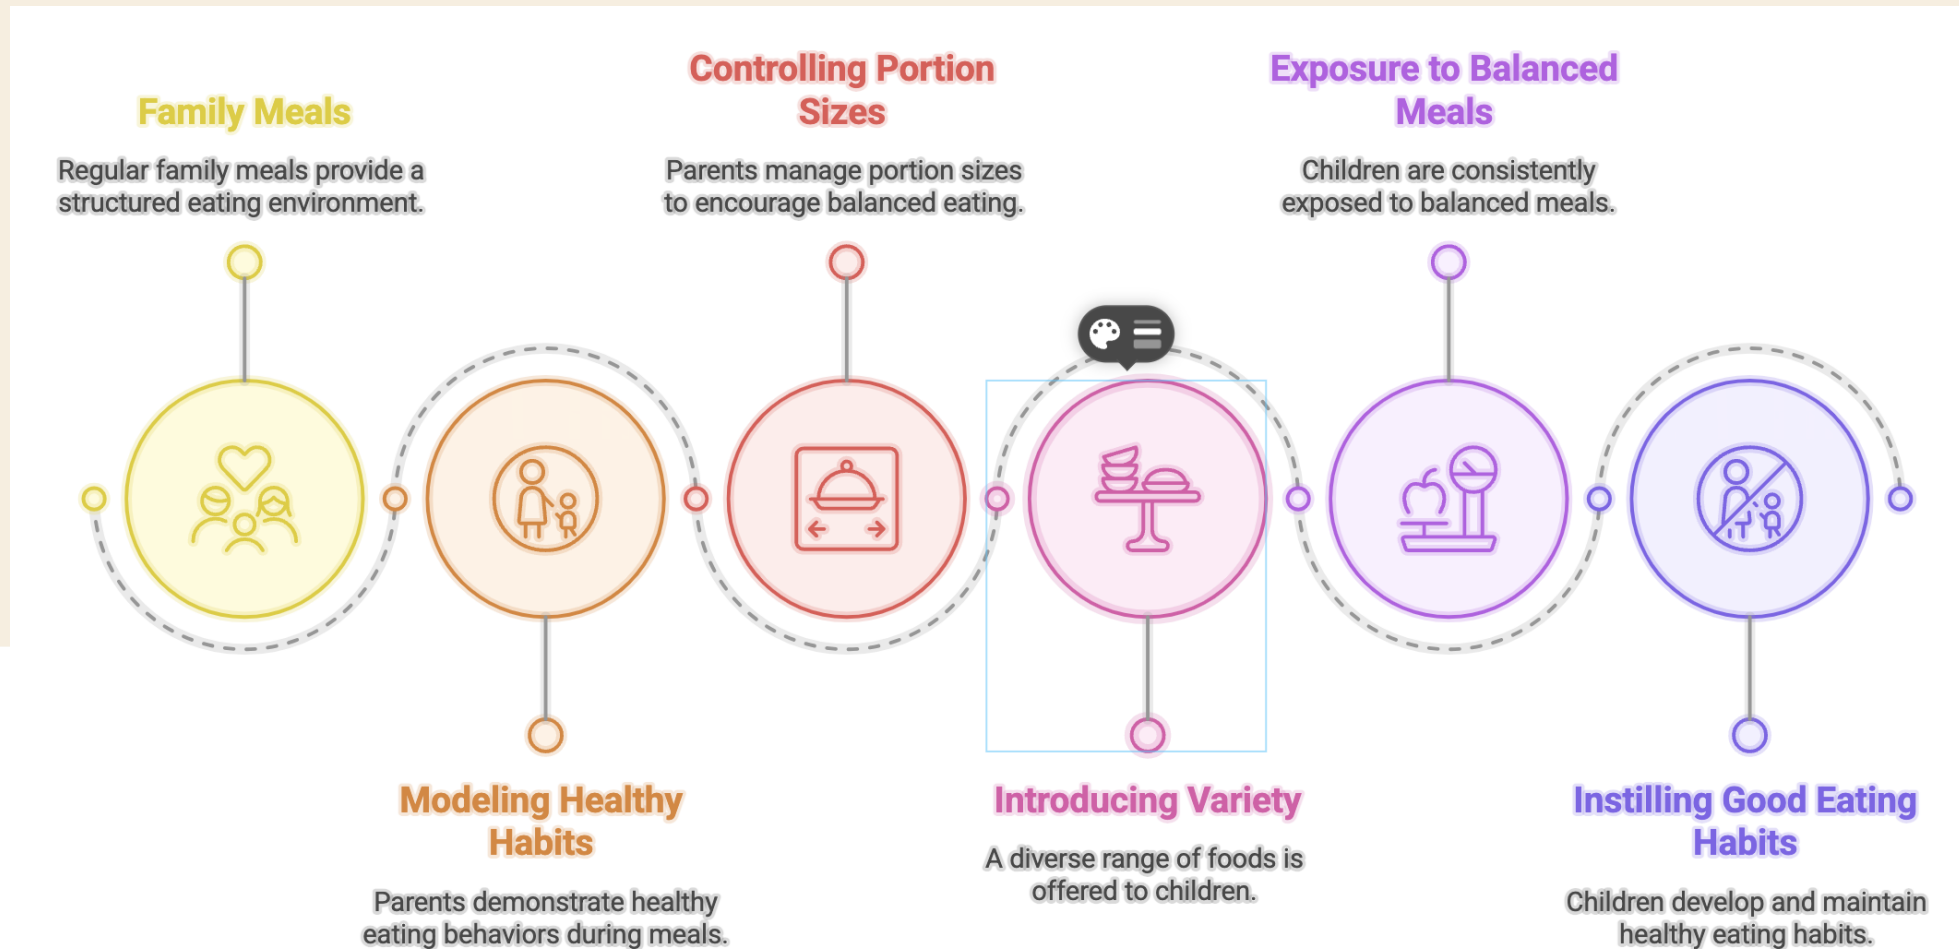 Family Meals
Regular family meals provide a
structured eating environment.
Modeling Healthy
Habits
Parents demonstrate healthy
eating behaviors during meals.
Controlling Portion
Sizes
Parents manage portion sizes
to encourage balanced eating.
Introducing Variety
A diverse range of foods is
offered to children.
Exposure to Balanced
Meals
Children are consistently
exposed to balanced meals.
Instilling Good Eating
Habits
Children develop and maintain
healthy eating habits.